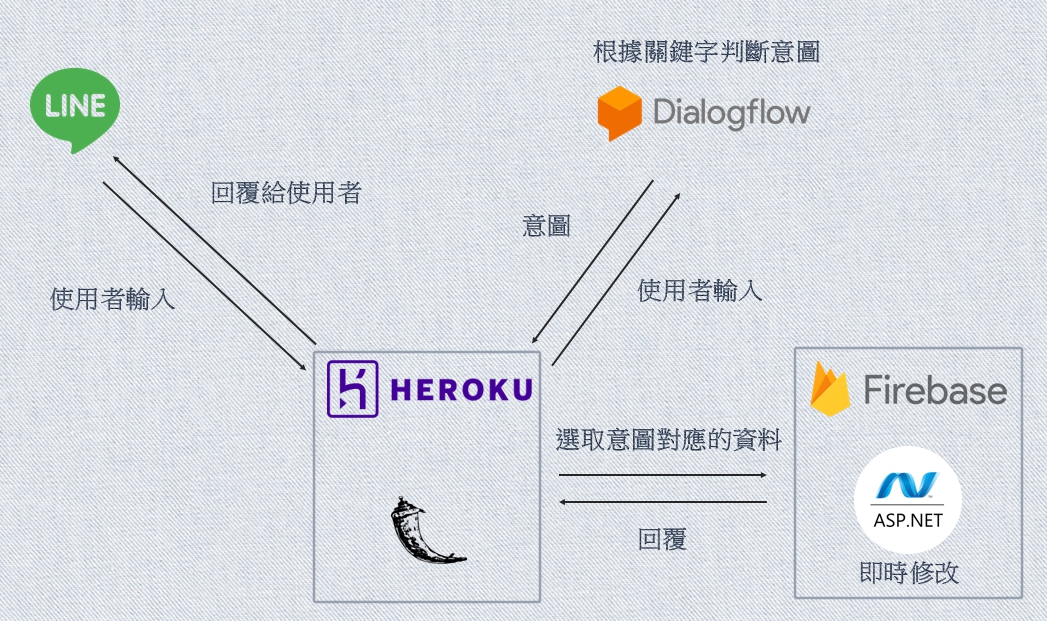 根據關鍵字判斷意圖
LINE
Dialogflow
回覆給使用者
意圖
使用者輸入
使用者輸入
HEROKU
Firebase
選取意圖對應的資料
ASP.NET
回覆
即時修改